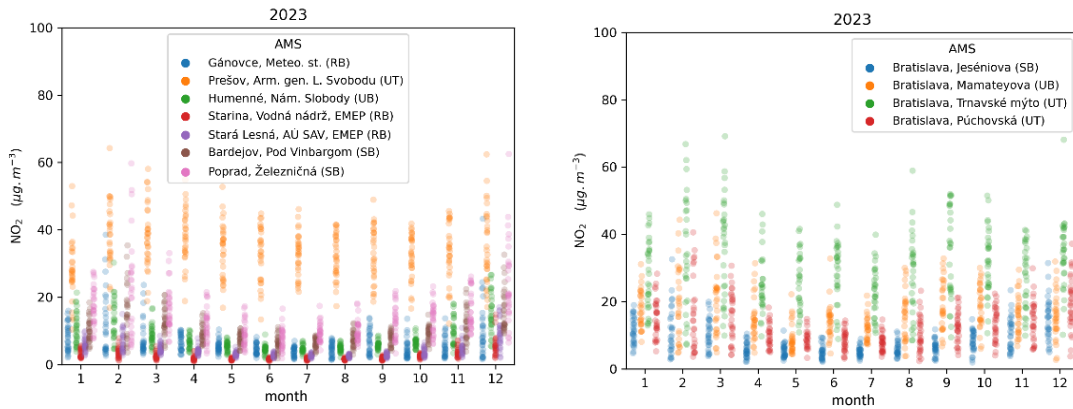 2023
AMS
Gánovce, Meteo. st. (RB)
Prešov, Arm. gen. L. Svobodu (UT)
Humenné, Nám. Slobody (UB)
Starina, Vodná nádrž, EMEP (RB)
Stará Lesná, AÚ SAV, EMEP (RB)
Bardejov, Pod Vinbargom (SB)
Poprad, Železničná (SB)
NO₂ (µg.m⁻³)
100
80
60
40
20
0
1 2 3 4 5 6 7 8 9 10 11 12
month
2023
AMS
Bratislava, Jeséniova (SB)
Bratislava, Mamateyova (UB)
Bratislava, Trnavské mýto (UT)
Bratislava, Púchovská (UT)
NO₂ (µg.m⁻³)
100
80
60
40
20
0
1 2 3 4 5 6 7 8 9 10 11 12
month